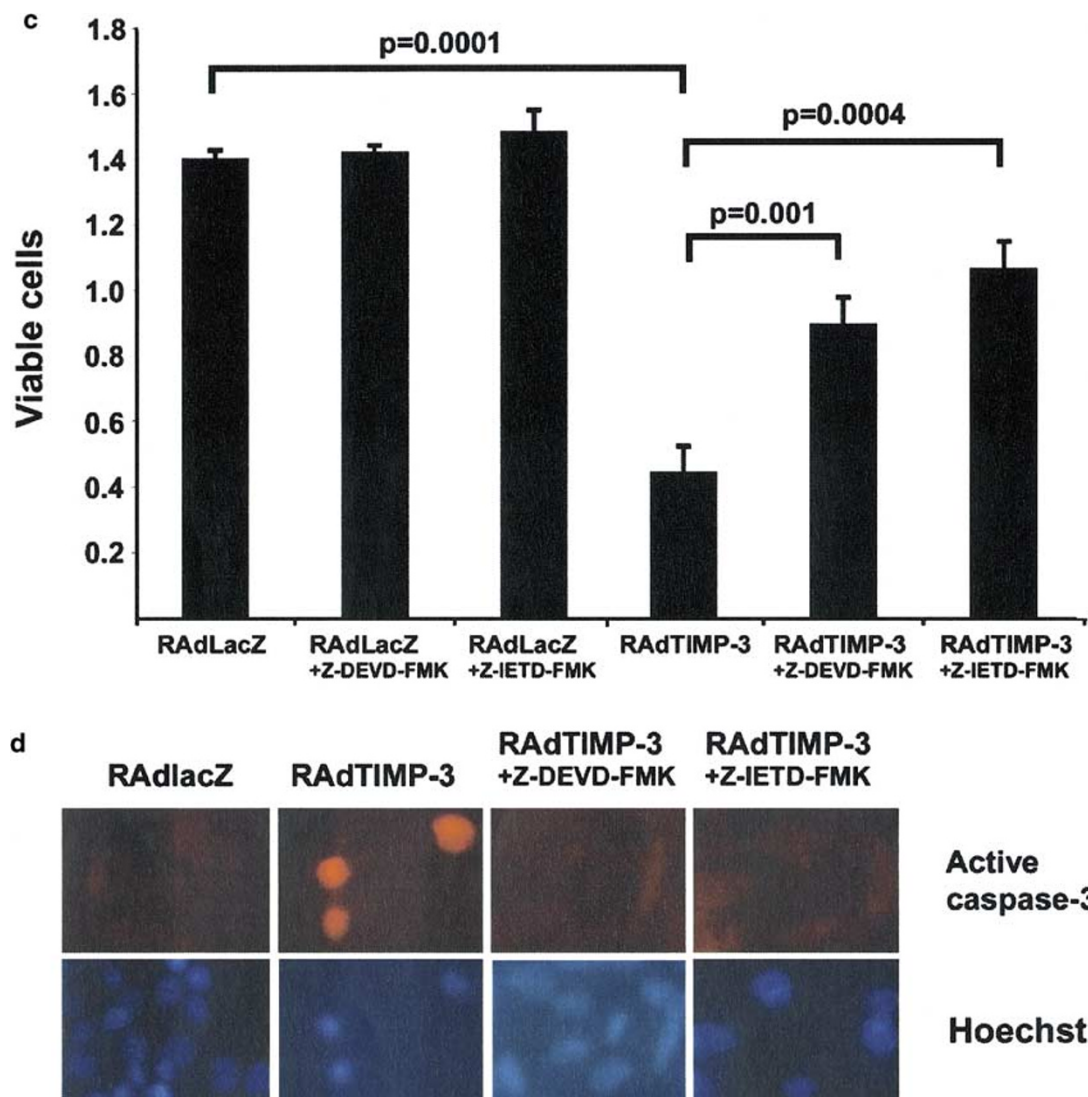 c
1.8
1.6
1.4
1.2
1.0
0.8
0.6
0.4
0.2
Viable cells
p=0.0001
p=0.0004
p=0.001
RAdLacZ
RAdLacZ
+Z-DEVD-FMK
RAdLacZ
+Z-IETD-FMK
RAdTIMP-3
RAdTIMP-3
+Z-DEVD-FMK
RAdTIMP-3
+Z-IETD-FMK
d
RAdlacZ
RAdTIMP-3
RAdTIMP-3
+Z-DEVD-FMK
RAdTIMP-3
+Z-IETD-FMK
Active
caspase-3
Hoechst